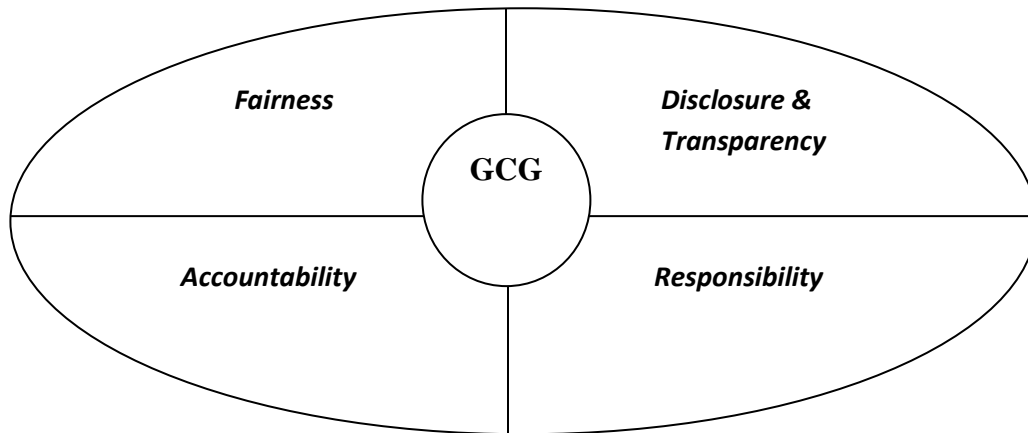 Fairness
Disclosure &
Transparency
GCG
Accountability
Responsibility